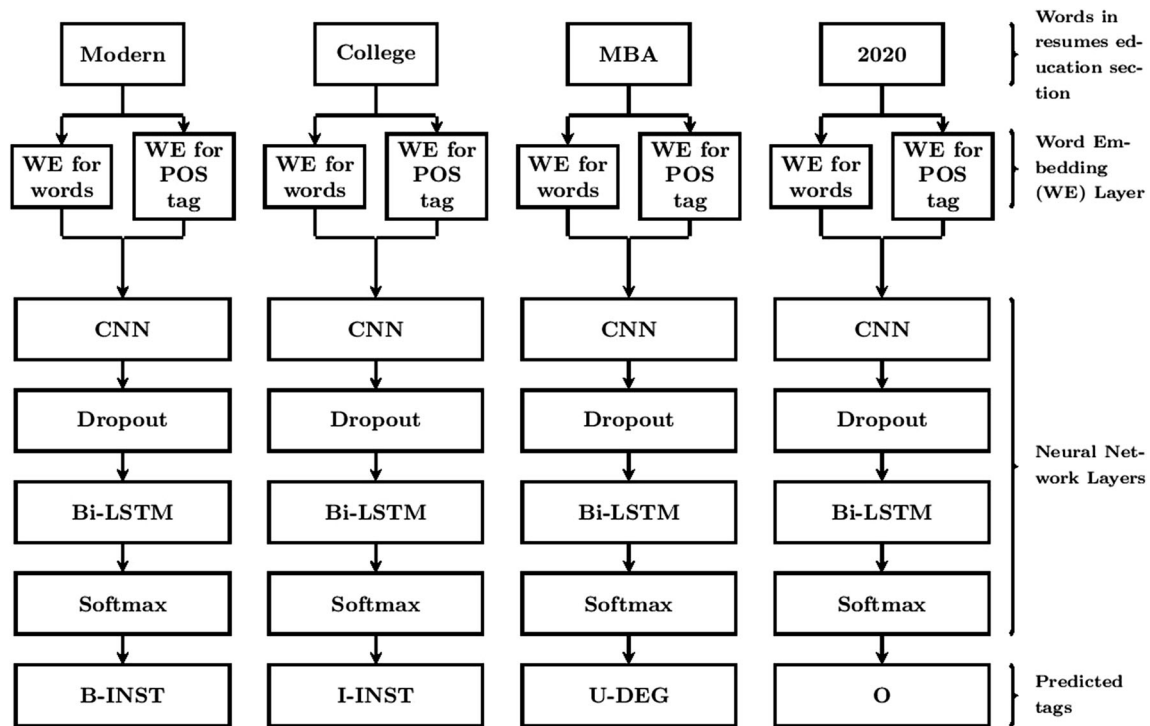 Modern
College
MBA
2020
Words in
resumes ed-
ucation sec-
tion
WE for
words
WE for
POS
tag
WE for
words
WE for
POS
tag
WE for
words
WE for
POS
tag
WE for
words
WE for
POS
tag
Word Em-
bedding
(WE) Layer
CNN
CNN
CNN
CNN
Dropout
Dropout
Dropout
Dropout
Bi-LSTM
Bi-LSTM
Bi-LSTM
Bi-LSTM
Softmax
Softmax
Softmax
Softmax
Neural Net-
work Layers
B-INST
I-INST
U-DEG
O
Predicted
tags